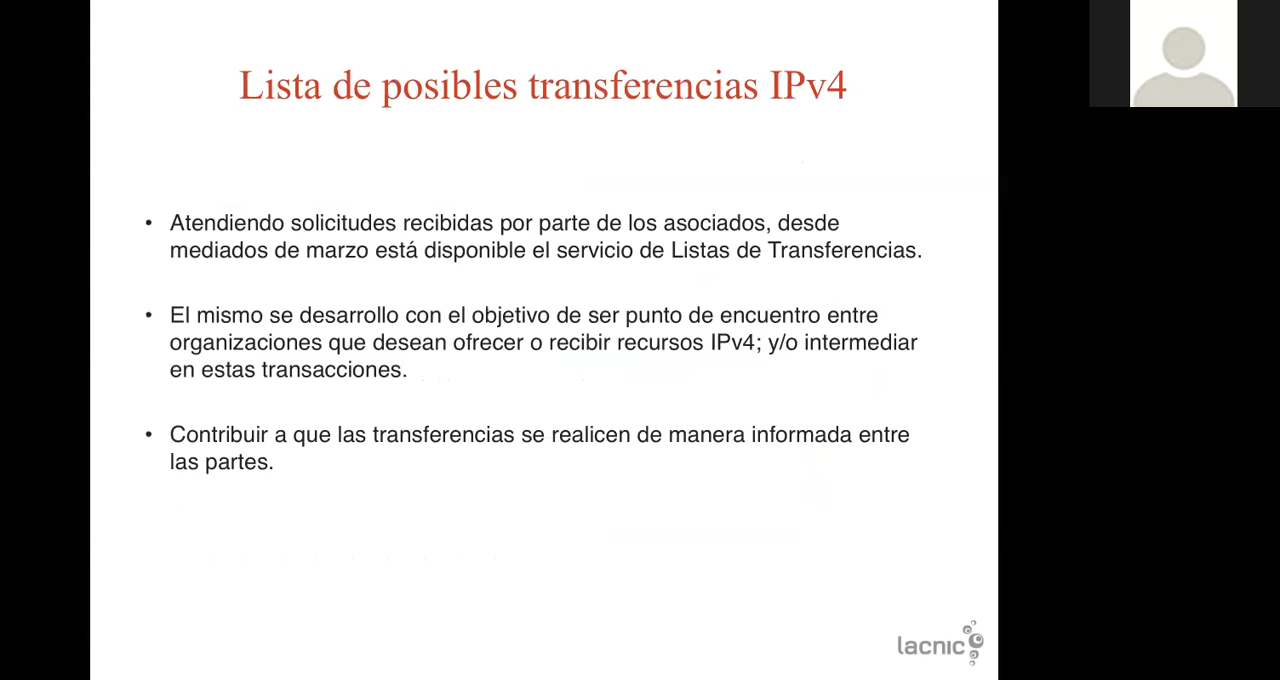 Lista de posibles transferencias IPv4
• Atendiendo solicitudes recibidas por parte de los asociados, desde
mediados de marzo está disponible el servicio de Listas de Transferencias.
• El mismo se desarrollo con el objetivo de ser punto de encuentro entre
organizaciones que desean ofrecer o recibir recursos IPv4; y/o intermediar
en estas transacciones.
• Contribuir a que las transferencias se realicen de manera informada entre
las partes.
lacnic